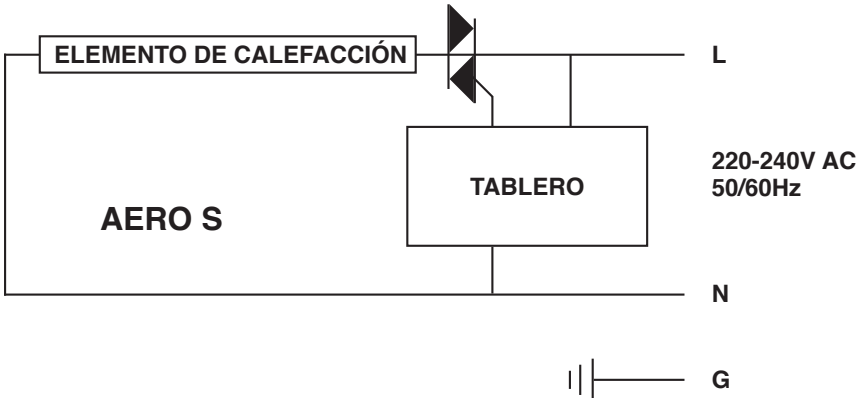 ELEMENTO DE CALEFACCIÓN
L
TABLERO
220-240V AC
50/60Hz
AERO S
N
G